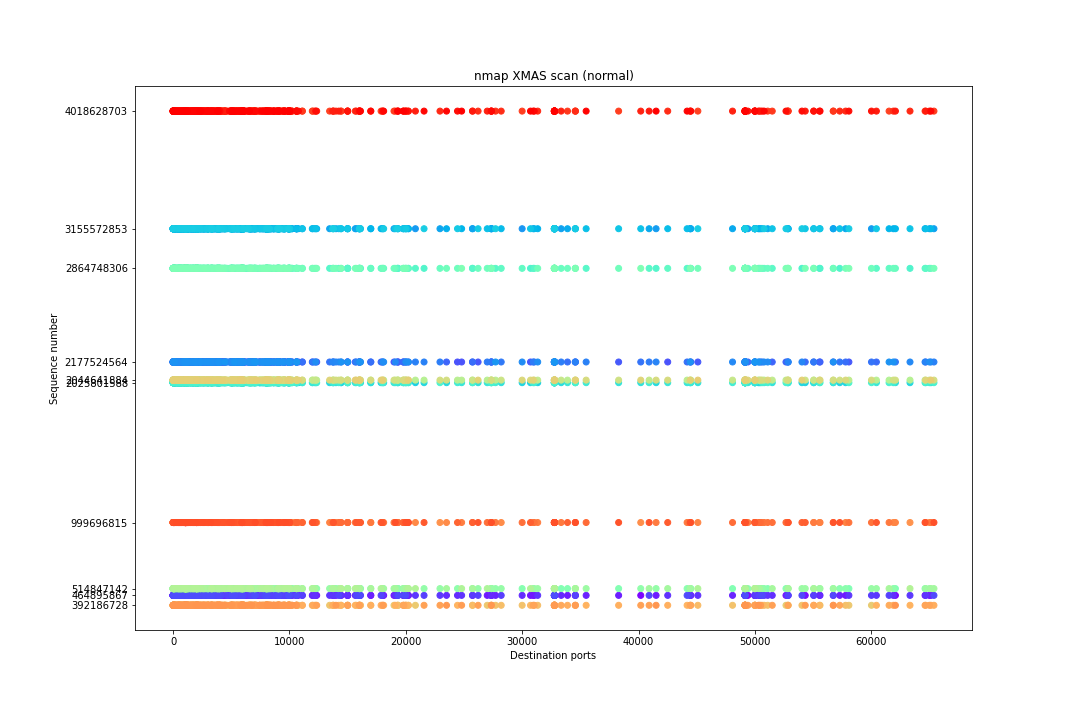 nmap XMAS scan (normal)
4018628703
3155572853
2864748306
2177524564
Sequence number
999696815
514847142
464895867
392186728
0 10000 20000 30000 40000 50000 60000
Destination ports